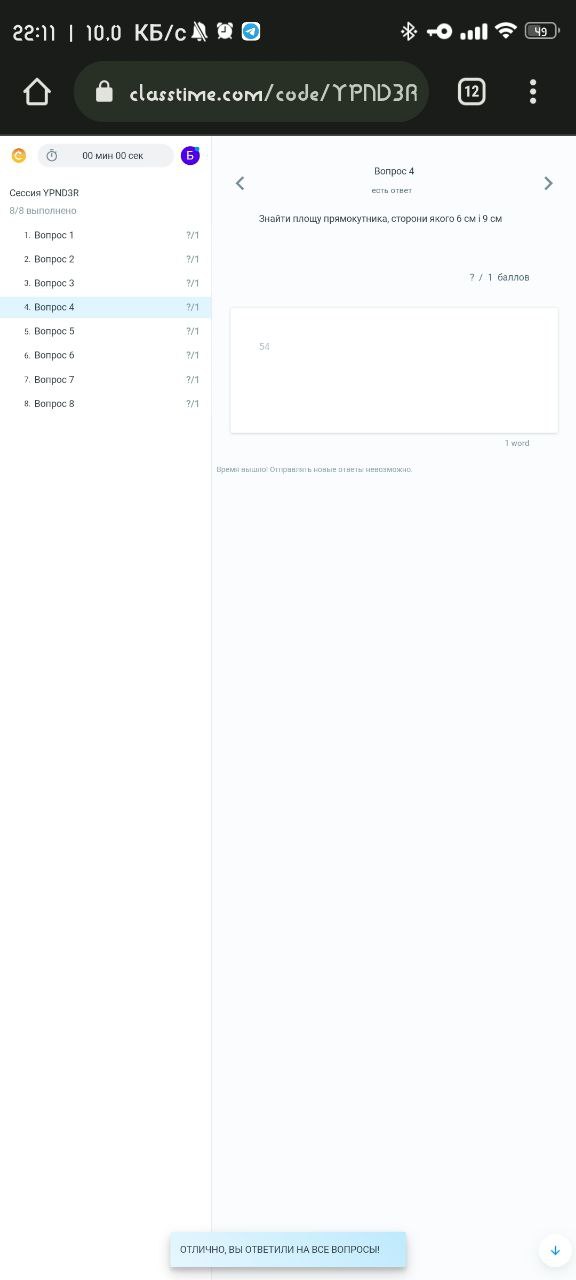 22:11 | 10.0 КБ/с
49
classtime.com/code/YPND3R
12
00 мин 00 сек
Б
Сессия YPND3R
8/8 выполнено
1. Вопрос 1 ?/1
2. Вопрос 2 ?/1
3. Вопрос 3 ?/1
4. Вопрос 4 ?/1
5. Вопрос 5 ?/1
6. Вопрос 6 ?/1
7. Вопрос 7 ?/1
8. Вопрос 8 ?/1
Вопрос 4
есть ответ
Знайти площу прямокутника, сторони якого 6 см і 9 см
? / 1 баллов
54
1 word
Время вышло! Отправлять новые ответы невозможно.
ОТЛИЧНО, ВЫ ОТВЕТИЛИ НА ВСЕ ВОПРОСЫ!